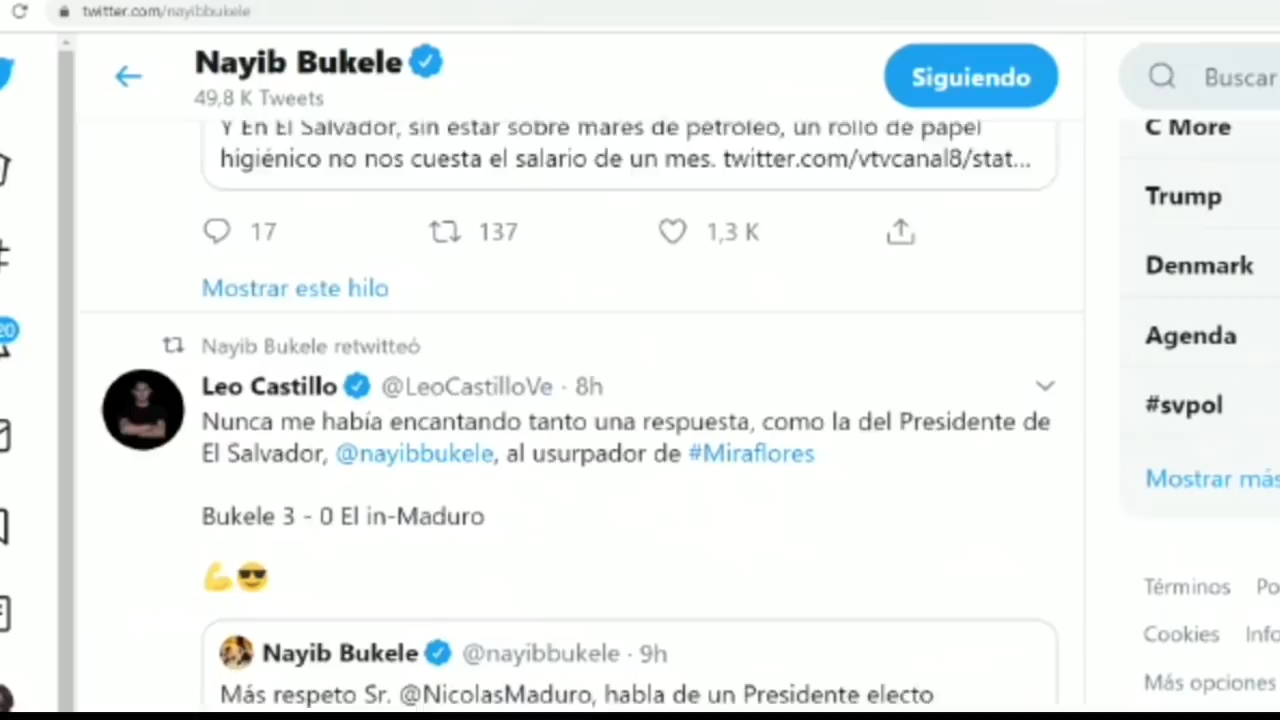 twitter.com/nayibbukele
Nayib Bukele
49,8 K Tweets
Siguiendo
Buscar
Y En El Salvador, sin estar sobre mares de petróleo, un rollo de papel
higiénico no nos cuesta el salario de un mes. twitter.com/vtvcanal8/stat...
17 137 1,3 K
Mostrar este hilo
Nayib Bukele retwitteó
Leo Castillo @LeoCastilloVe · 8h
Nunca me había encantando tanto una respuesta, como la del Presidente de
El Salvador, @nayibbukele, al usurpador de #Miraflores
Bukele 3 - 0 El in-Maduro
Nayib Bukele @nayibbukele · 9h
Más respeto Sr. @NicolasMaduro, habla de un Presidente electo
20
C More
Trump
Denmark
Agenda
#svpol
Mostrar más
Términos Po
Cookies Info
Más opciones